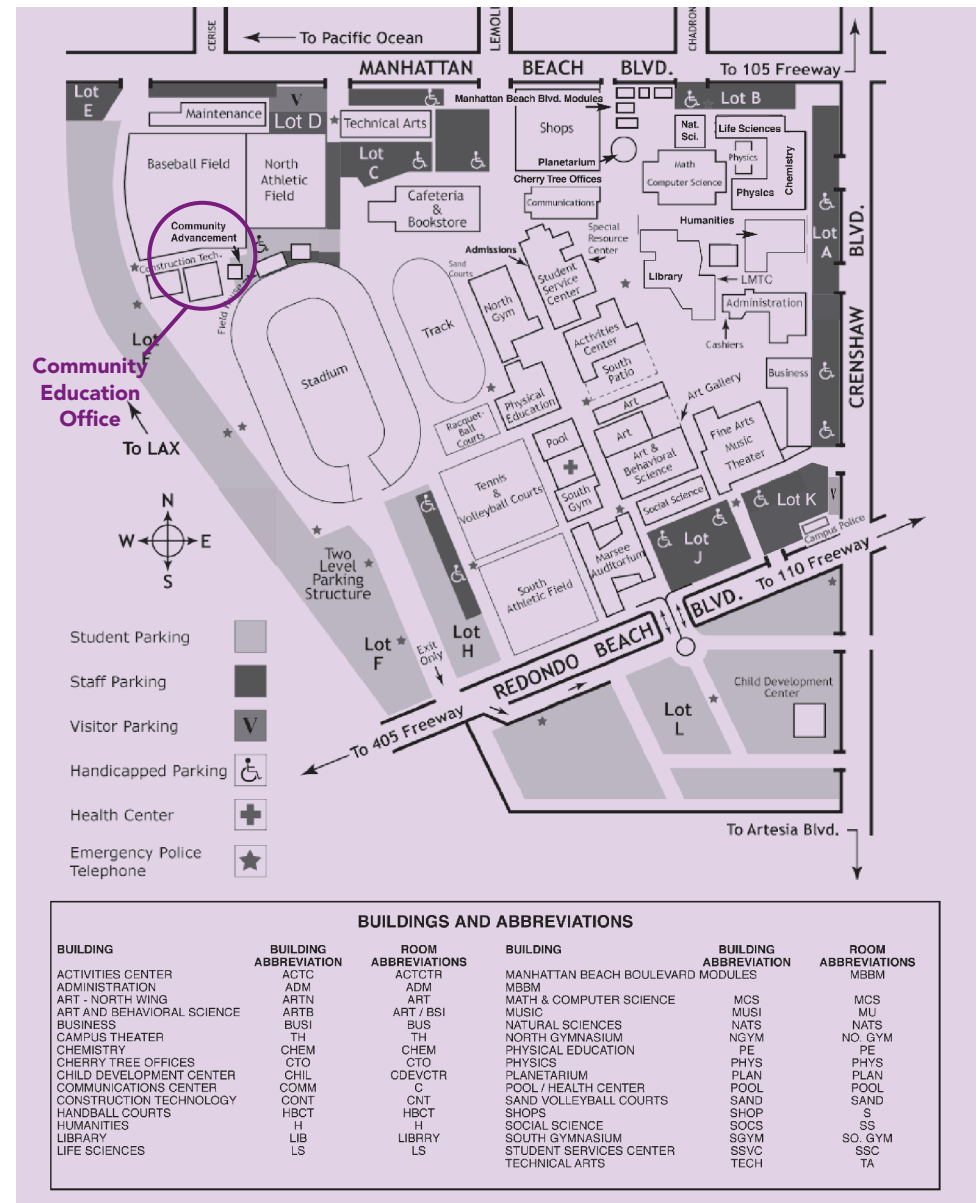 CERISE
To Pacific Ocean
LEMOLI
CHADRON
MANHATTAN BEACH BLVD.
To 105 Freeway
Lot
E
V
Lot D
Maintenance
Technical Arts
Manhattan Beach Blvd. Modules
Lot B
Shops
Nat.
Sci.
Life Sciences
Baseball Field
North
Athletic
Field
Lot
C
Planetarium
Math
Computer Science
Physics
Physics
Chemistry
Cherry Tree Offices
Cafeteria
&
Bookstore
Communications
Community
Advancement
Admissions
Special
Resource
Center
Humanities
Lot
A
BLVD.
Construction Tech.
Sand
Courts
Student
Service
Center
Library
LMTC
Field House
North
Gym
Administration
Track
Activities
Center
Cashiers
Lot
F
Stadium
South
Patio
Business
CRENSHAW
Community
Education
Office
Physical
Education
Art
Art Gallery
Racquet-
Ball
Courts
To LAX
Pool
Art
Art &
Behavioral
Science
Fine Arts
Music
Theater
Tennis
&
Volleyball Courts
South
Gym
Social Science
Lot K
V
N
W E
S
Campus Police
Two
Level
Parking
Structure
Marsee
Auditorium
Lot
J
South
Athletic Field
To 110 Freeway
Student Parking
Lot
F
Exit
Only
Lot
H
REDONDO BEACH BLVD.
Staff Parking
Child Development
Center
Visitor Parking
V
To 405 Freeway
Lot
L
Handicapped Parking
Health Center
To Artesia Blvd.
Emergency Police
Telephone
BUILDINGS AND ABBREVIATIONS
BUILDING BUILDING ROOM BUILDING BUILDING ROOM
ABBREVIATION ABBREVIATIONS ABBREVIATION ABBREVIATIONS
ACTIVITIES CENTER ACTC ACTCTR MANHATTAN BEACH BOULEVARD MODULES MBBM
ADMINISTRATION ADM ADM MBBM
ART - NORTH WING ARTN ART MATH & COMPUTER SCIENCE MCS MCS
ART AND BEHAVIORAL SCIENCE ARTB ART / BSI MUSIC MUSI MU
BUSINESS BUSI BUS NATURAL SCIENCES NATS NATS
CAMPUS THEATER TH TH NORTH GYMNASIUM NGYM NO. GYM
CHEMISTRY CHEM CHEM PHYSICAL EDUCATION PE PE
CHERRY TREE OFFICES CTO CTO PHYSICS PHYS PHYS
CHILD DEVELOPMENT CENTER CHIL CDEVCTR PLANETARIUM PLAN PLAN
COMMUNICATIONS CENTER COMM C POOL / HEALTH CENTER POOL POOL
CONSTRUCTION TECHNOLOGY CONT CNT SAND VOLLEYBALL COURTS SAND SAND
HANDBALL COURTS HBCT HBCT SHOPS SHOP S
HUMANITIES H H SOCIAL SCIENCE SOCS SS
LIBRARY LIB LIBRRY SOUTH GYMNASIUM SGYM SO. GYM
LIFE SCIENCES LS LS STUDENT SERVICES CENTER SSVC SSC
TECHNICAL ARTS TECH TA